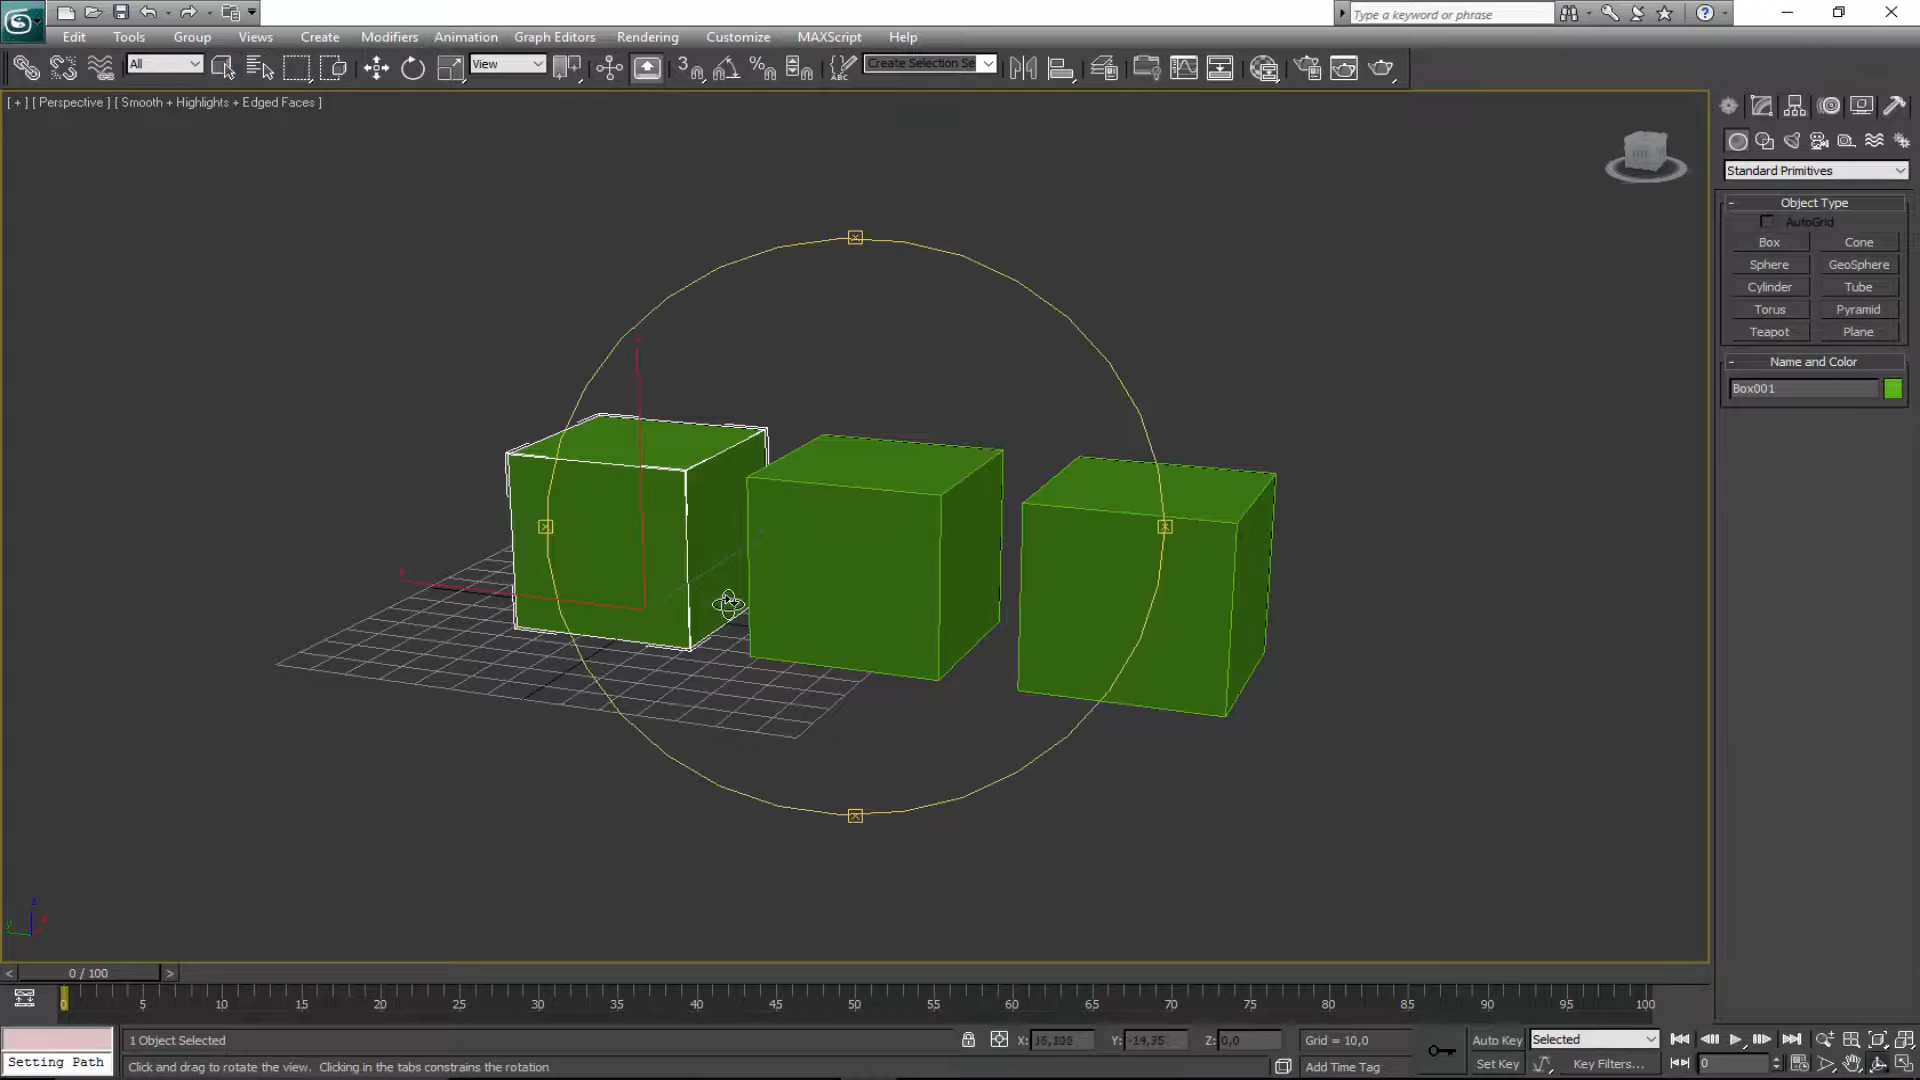 Type a keyword or phrase
Edit Tools Group Views Create Modifiers Animation Graph Editors Rendering Customize MAXScript Help
All View 3 ABC Create Selection Se
[ + ] [ Perspective ] [ Smooth + Highlights + Edged Faces ]
Standard Primitives
- Object Type
AutoGrid
Box Cone
Sphere GeoSphere
Cylinder Tube
Torus Pyramid
Teapot Plane
- Name and Color
Box001
z
y x
< 0 / 100 >
5 10 15 20 25 30 35 40 45 50 55 60 65 70 75 80 85 90 95 100
1 Object Selected X: Y: Z: 0,0 Grid = 10,0 Auto Key Selected
Setting Path Click and drag to rotate the view. Clicking in the tabs constrains the rotation Add Time Tag Set Key Key Filters... 0